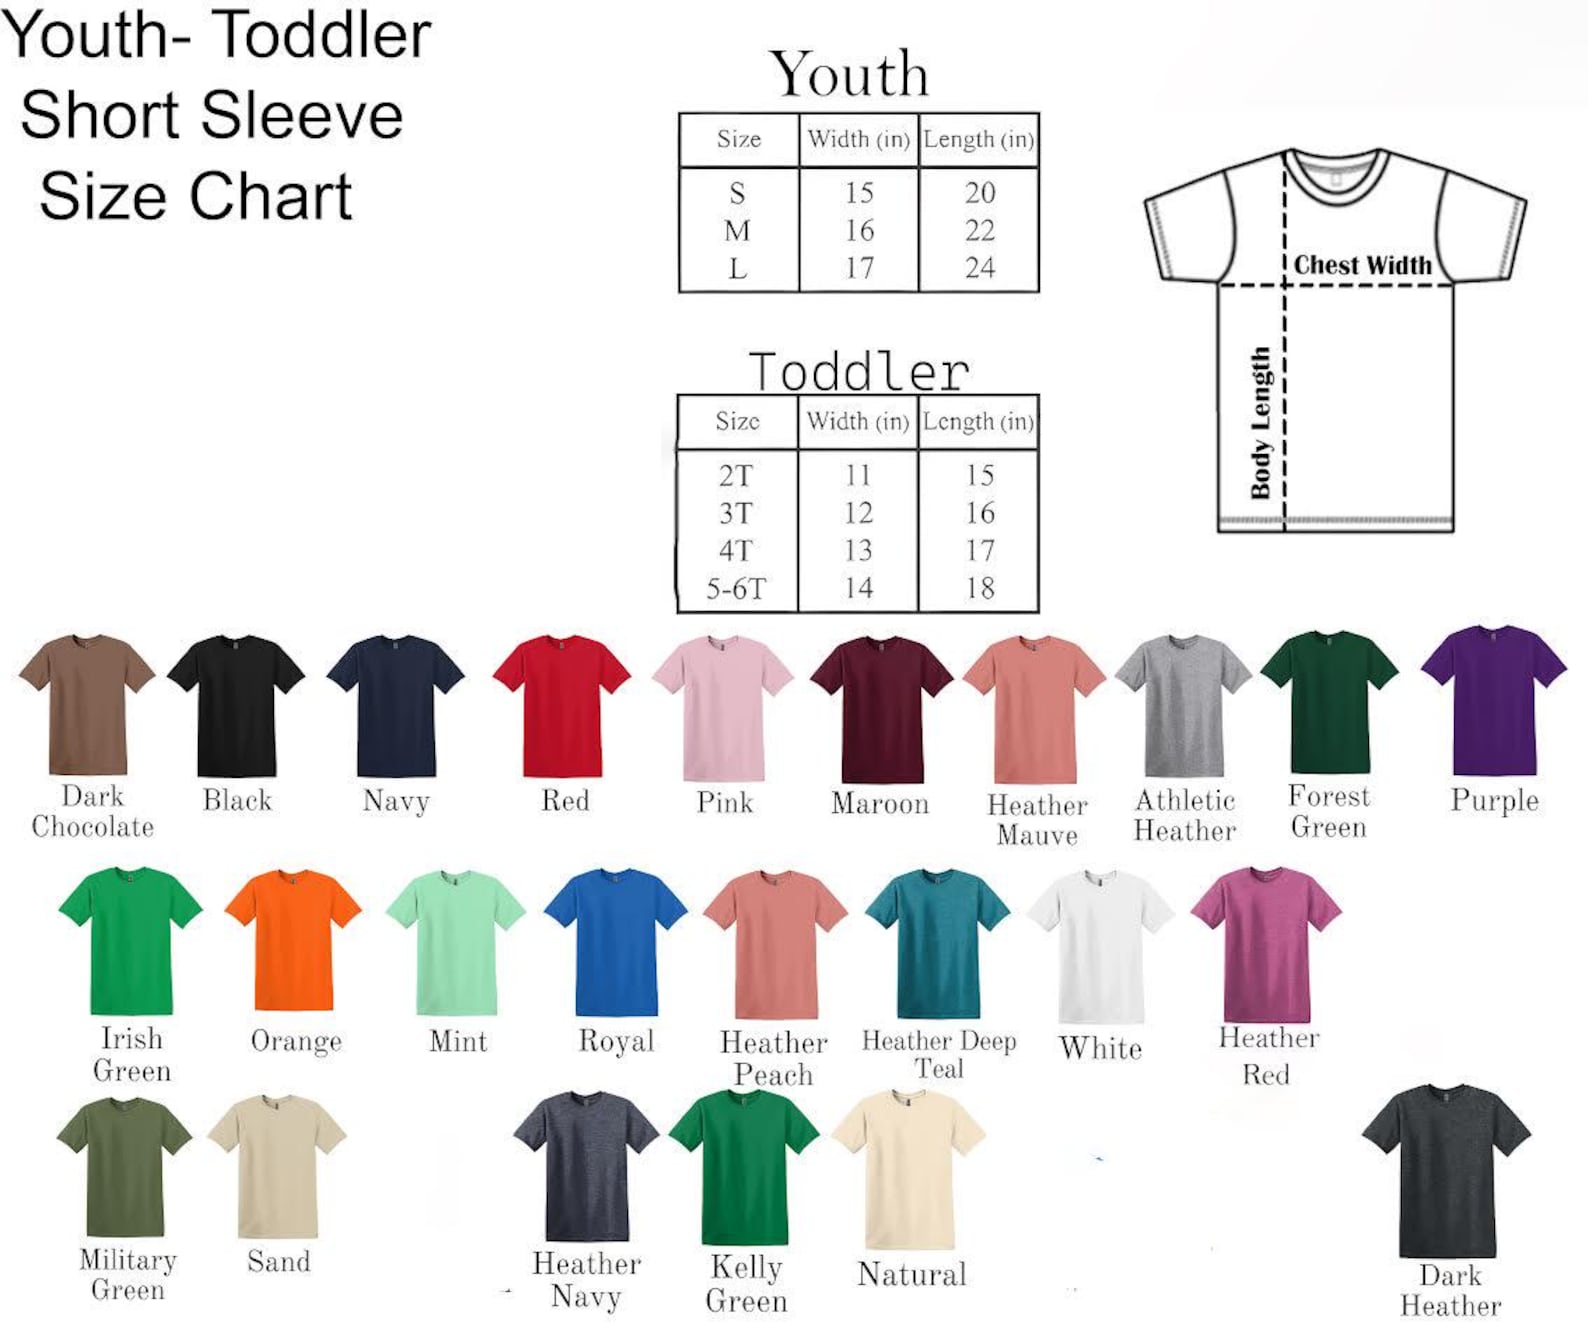 Youth- Toddler
Short Sleeve
Size Chart
Youth
Size Width (in) Length (in)
S 15 20
M 16 22
L 17 24
Chest Width
Body Length
Toddler
Size Width (in) Length (in)
2T 11 15
3T 12 16
4T 13 17
5-6T 14 18
Dark
Chocolate
Black
Navy
Red
Pink
Maroon
Heather
Mauve
Athletic
Heather
Forest
Green
Purple
Irish
Green
Orange
Mint
Royal
Heather
Peach
Heather Deep
Teal
White
Heather
Red
Military
Green
Sand
Heather
Navy
Kelly
Green
Natural
Dark
Heather